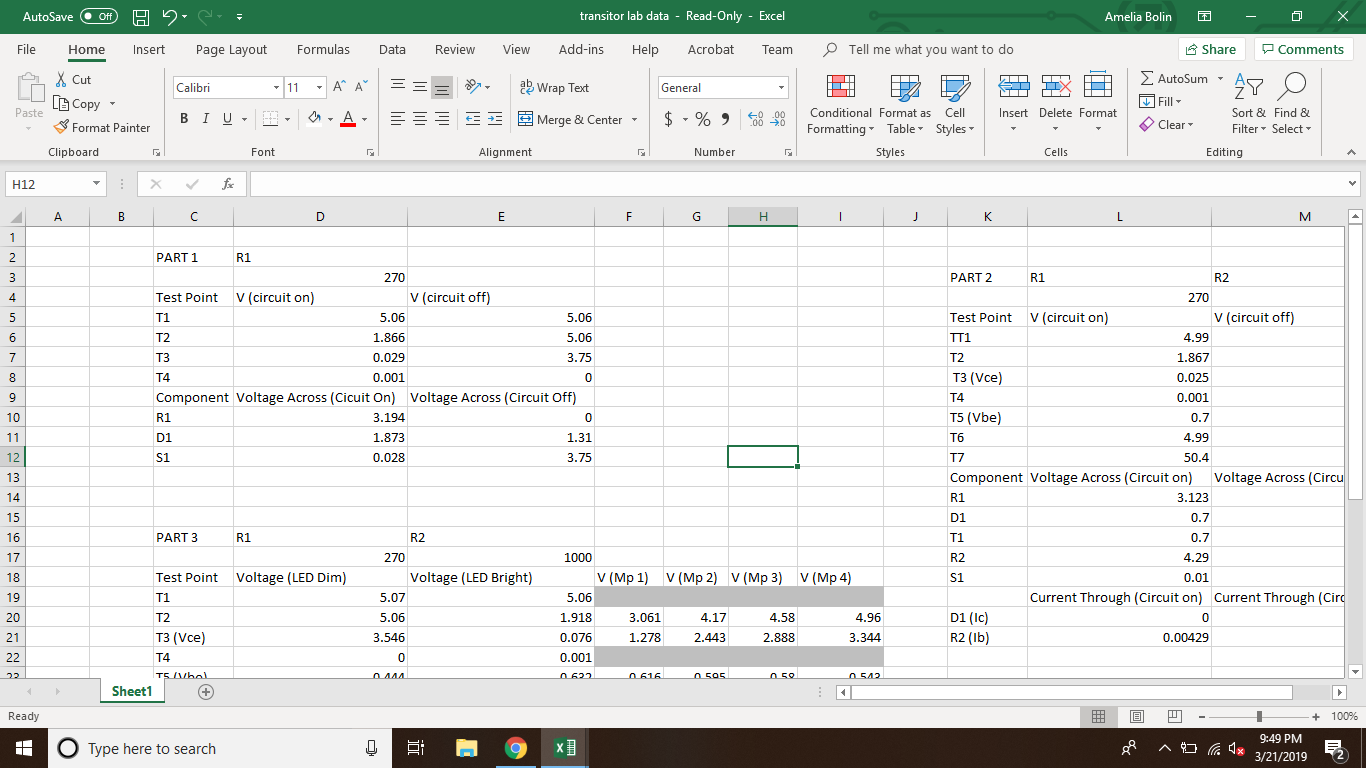 AutoSave Off transitor lab data - Read-Only - Excel Amelia Bolin
File Home Insert Page Layout Formulas Data Review View Add-ins Help Acrobat Team Tell me what you want to do Share Comments
Paste Cut Copy Format Painter
Calibri 11 A A
B I U A
ab Wrap Text
Merge & Center
General
$ % 9
Conditional Formatting Format as Table Cell Styles
Insert Delete Format
AutoSum Fill Clear
Sort & Filter Find & Select
Clipboard Font Alignment Number Styles Cells Editing
H12 fx
A B C D E F G H I J K L M
1
2 PART 1 R1
3 270 PART 2 R1 R2
4 Test Point V (circuit on) V (circuit off) 270
5 T1 5.06 5.06 Test Point V (circuit on) V (circuit off)
6 T2 1.866 5.06 TT1 4.99
7 T3 0.029 3.75 T2 1.867
8 T4 0.001 0 T3 (Vce) 0.025
9 Component Voltage Across (Cicuit On) Voltage Across (Circuit Off) T4 0.001
10 R1 3.194 0 T5 (Vbe) 0.7
11 D1 1.873 1.31 T6 4.99
12 S1 0.028 3.75 T7 50.4
13 Component Voltage Across (Circuit on) Voltage Across (Circu
14 R1 3.123
15 D1 0.7
16 PART 3 R1 R2 T1 0.7
17 270 1000 R2 4.29
18 Test Point Voltage (LED Dim) Voltage (LED Bright) V (Mp 1) V (Mp 2) V (Mp 3) V (Mp 4) S1 0.01
19 T1 5.07 5.06 Current Through (Circuit on) Current Through (Circ
20 T2 5.06 1.918 3.061 4.17 4.58 4.96 D1 (Ic) 0
21 T3 (Vce) 3.546 0.076 1.278 2.443 2.888 3.344 R2 (Ib) 0.00429
22 T4 0 0.001
23 T5 (Vbe) 0.444 0.632 0.616 0.595 0.58 0.543
Sheet1
Ready 100%
Type here to search
9:49 PM
3/21/2019
2